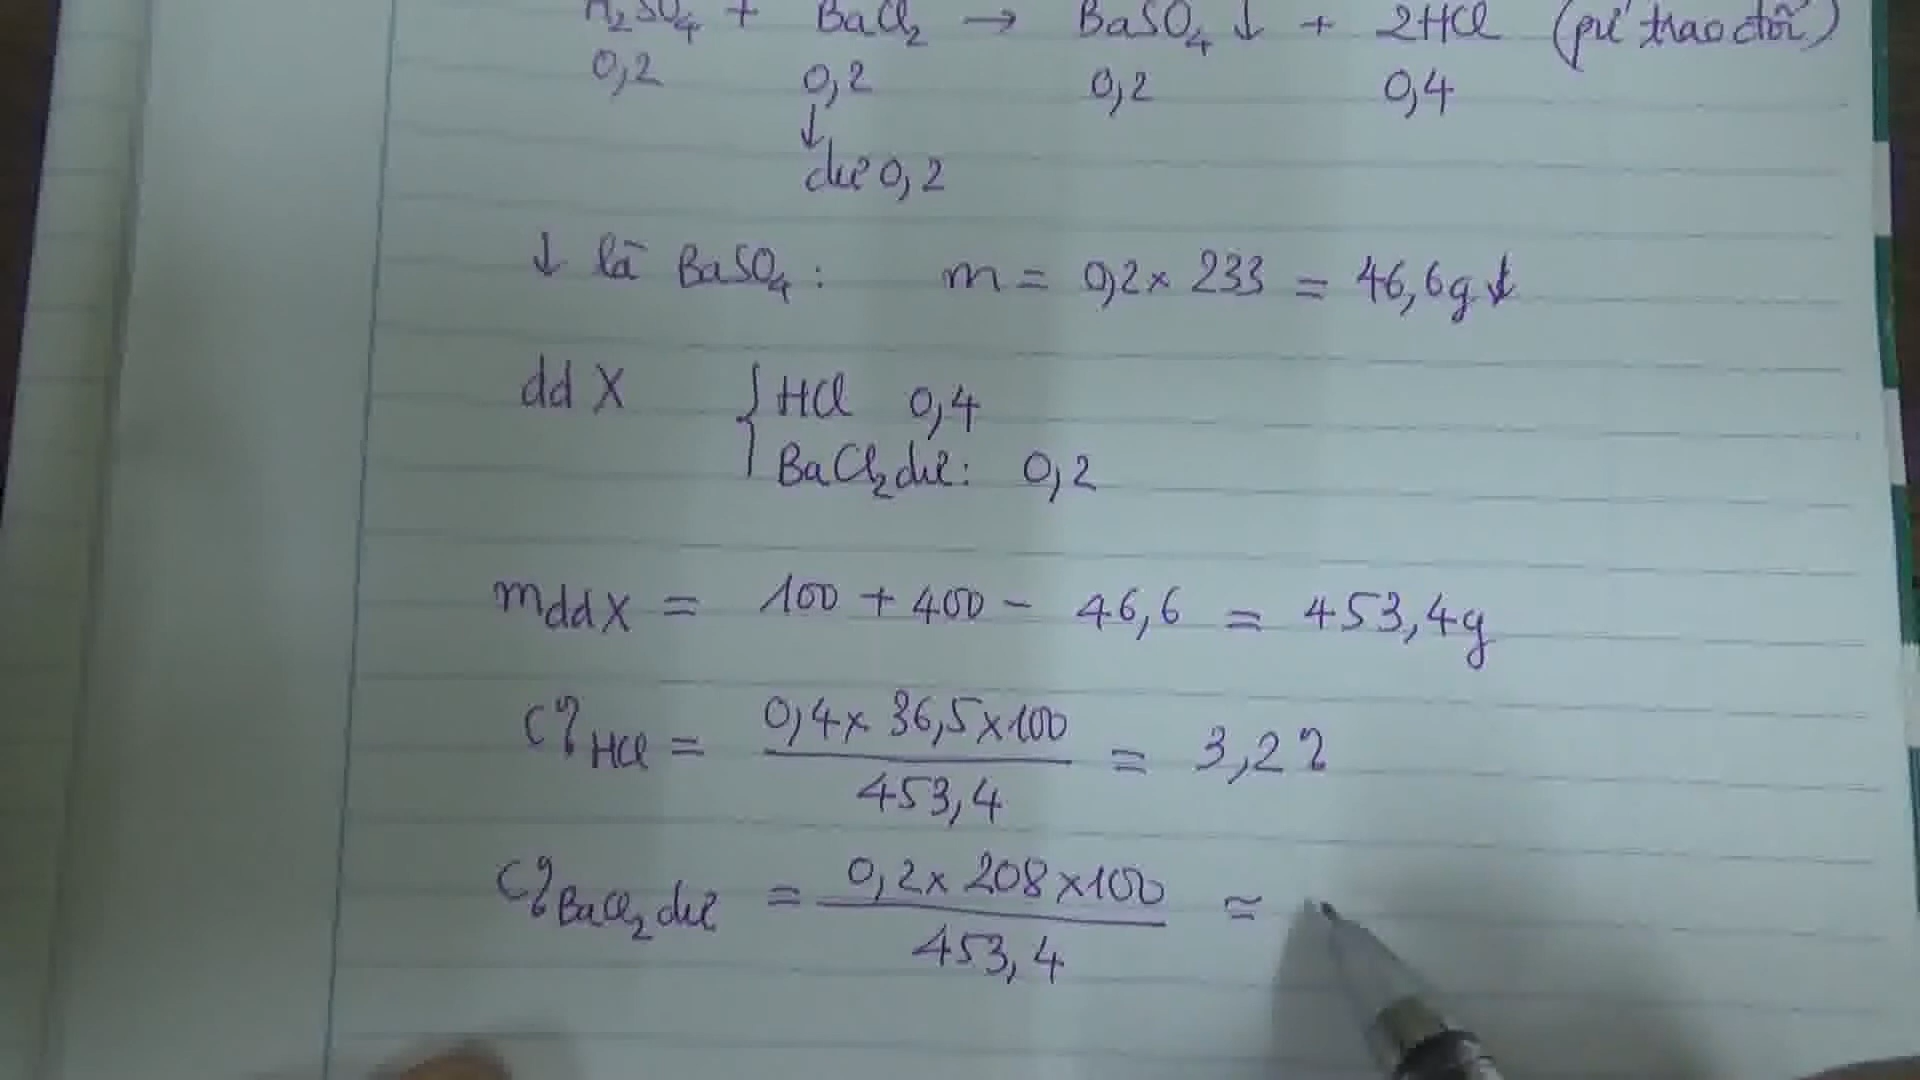 H₂SO₄ + BaCl₂ → BaSO₄ ↓ + 2HCl (pứ trao đổi)
0,2 0,2 0,2 0,4
↓
dư 0,2
↓ là BaSO₄ : m = 0,2 × 233 = 46,6g ↓
dd X { HCl 0,4
BaCl₂ dư : 0,2
mddX = 100 + 400 - 46,6 = 453,4g
C% HCl = 0,4 × 36,5 × 100 / 453,4 = 3,2%
C% BaCl₂ dư = 0,2 × 208 × 100 / 453,4 ≈